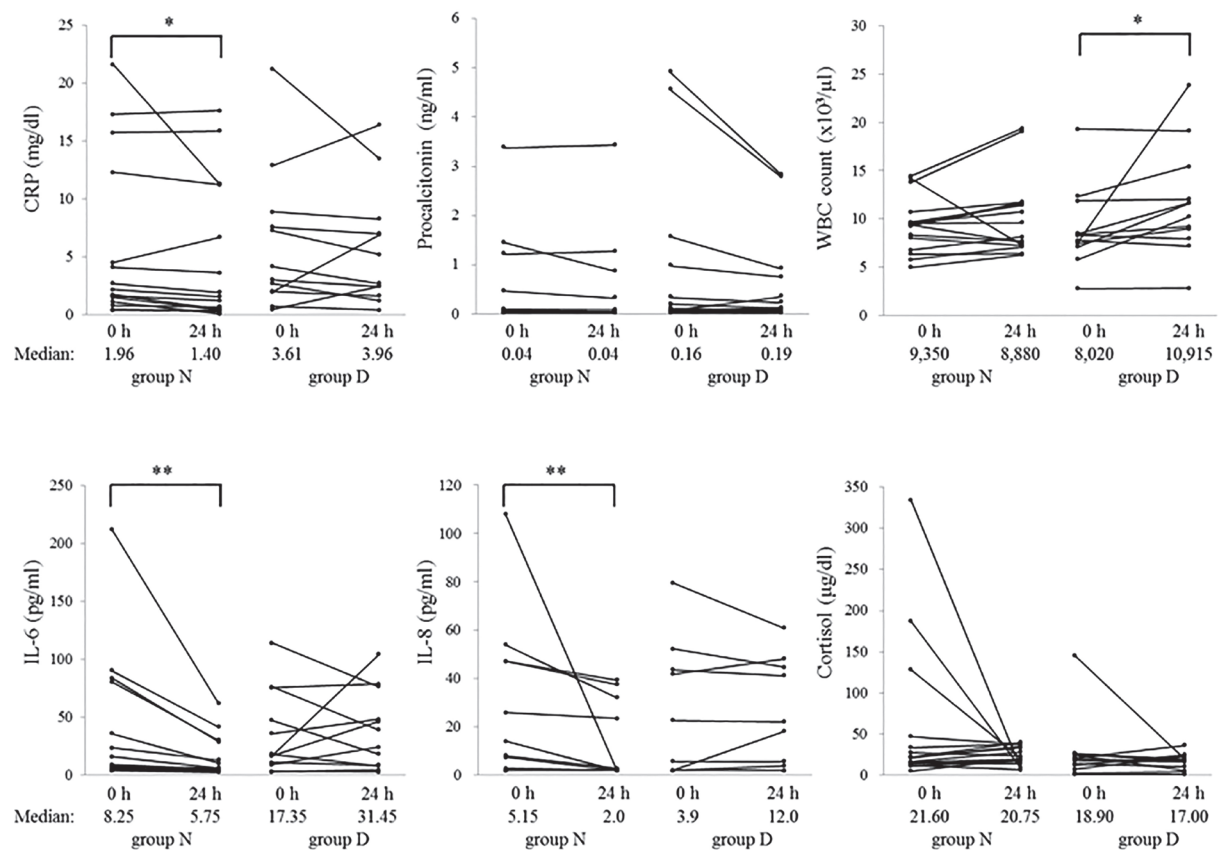 CRP (mg/dl)
25
20
15
10
5
0
*
0 h 24 h 0 h 24 h
Median: 1.96 1.40 3.61 3.96
group N group D
Procalcitonin (ng/ml)
6
5
4
3
2
1
0
0 h 24 h 0 h 24 h
0.04 0.04 0.16 0.19
group N group D
WBC count (x10³/μl)
30
25
20
15
10
5
0
*
0 h 24 h 0 h 24 h
9,350 8,880 8,020 10,915
group N group D
IL-6 (pg/ml)
250
200
150
100
50
0
**
0 h 24 h 0 h 24 h
Median: 8.25 5.75 17.35 31.45
group N group D
IL-8 (pg/ml)
120
100
80
60
40
20
0
**
0 h 24 h 0 h 24 h
5.15 2.0 3.9 12.0
group N group D
Cortisol (μg/dl)
350
300
250
200
150
100
50
0
0 h 24 h 0 h 24 h
21.60 20.75 18.90 17.00
group N group D